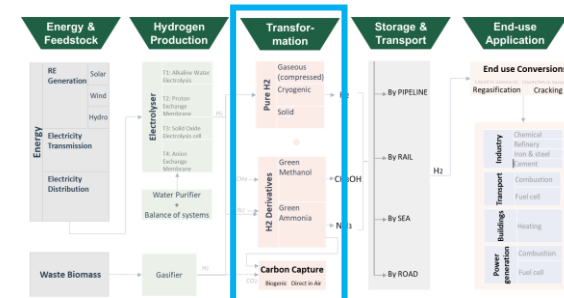 Energy &
Feedstock
Hydrogen
Production
Transfor-
mation
Storage &
Transport
End-use
Application
Energy
RE
Generation
Solar
Wind
Hydro
Electricity
Transmission
Electricity
Distribution
Waste Biomass
Electrolyser
T1: Alkaline Water
Electrolysis
T2: Proton
Exchange
Membrane
T3: Solid Oxide
Electrolysis cell
T4: Anion
Exchange
Membrane
Water Purifier
+
Balance of systems
Gasifier
H₂
Pure H2
Gaseous
(compressed)
Cryogenic
Solid
H2 Derivatives
Green
Methanol
Green
Ammonia
CH₃OH
CO₂
Carbon Capture
Biogenic Direct in Air
By PIPELINE
By RAIL
By SEA
By ROAD
H₂
End use Conversions
Regasification Cracking
Industry
Chemical
Refinery
Iron & steel
Cement
Transport
Combustion
Fuel cell
Buildings
Heating
Power
generation
Combustion
Fuel cell